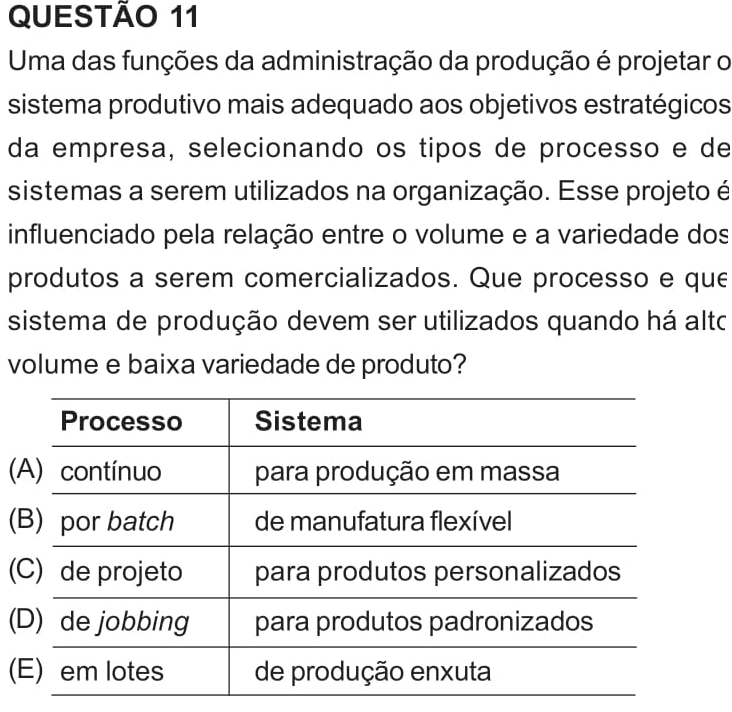 QUESTÃO 11
Uma das funções da administração da produção é projetar o
sistema produtivo mais adequado aos objetivos estratégicos
da empresa, selecionando os tipos de processo e de
sistemas a serem utilizados na organização. Esse projeto é
influenciado pela relação entre o volume e a variedade dos
produtos a serem comercializados. Que processo e que
sistema de produção devem ser utilizados quando há alto
volume e baixa variedade de produto?
Processo Sistema
(A) contínuo para produção em massa
(B) por batch de manufatura flexível
(C) de projeto para produtos personalizados
(D) de jobbing para produtos padronizados
(E) em lotes de produção enxuta